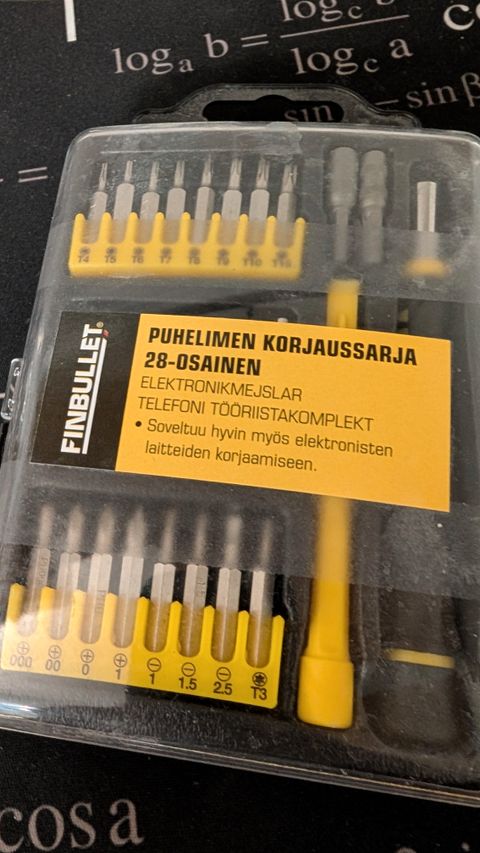 log_a b = log_c b / log_c a
sin - sin β
=
T4 T5 T6 T7 T8 T9 T10 T15
FINBULLET®
PUHELIMEN KORJAUSSARJA
28-OSAINEN
ELEKTRONIKMEJSLAR
TELEFONI TÖÖRIISTAKOMPLEKT
• Soveltuu hyvin myös elektronisten
laitteiden korjaamiseen.
000 00 0 1 1 1.5 2.5 T3
cos a